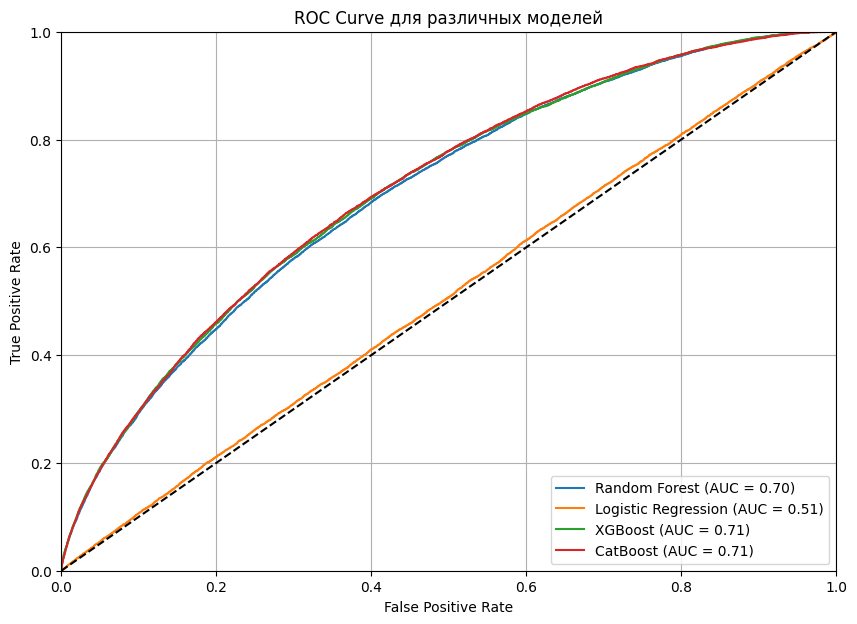 ROC Curve для различных моделей
1.0
0.8
0.6
0.4
0.2
0.0
True Positive Rate
0.0 0.2 0.4 0.6 0.8 1.0
False Positive Rate
Random Forest (AUC = 0.70)
Logistic Regression (AUC = 0.51)
XGBoost (AUC = 0.71)
CatBoost (AUC = 0.71)